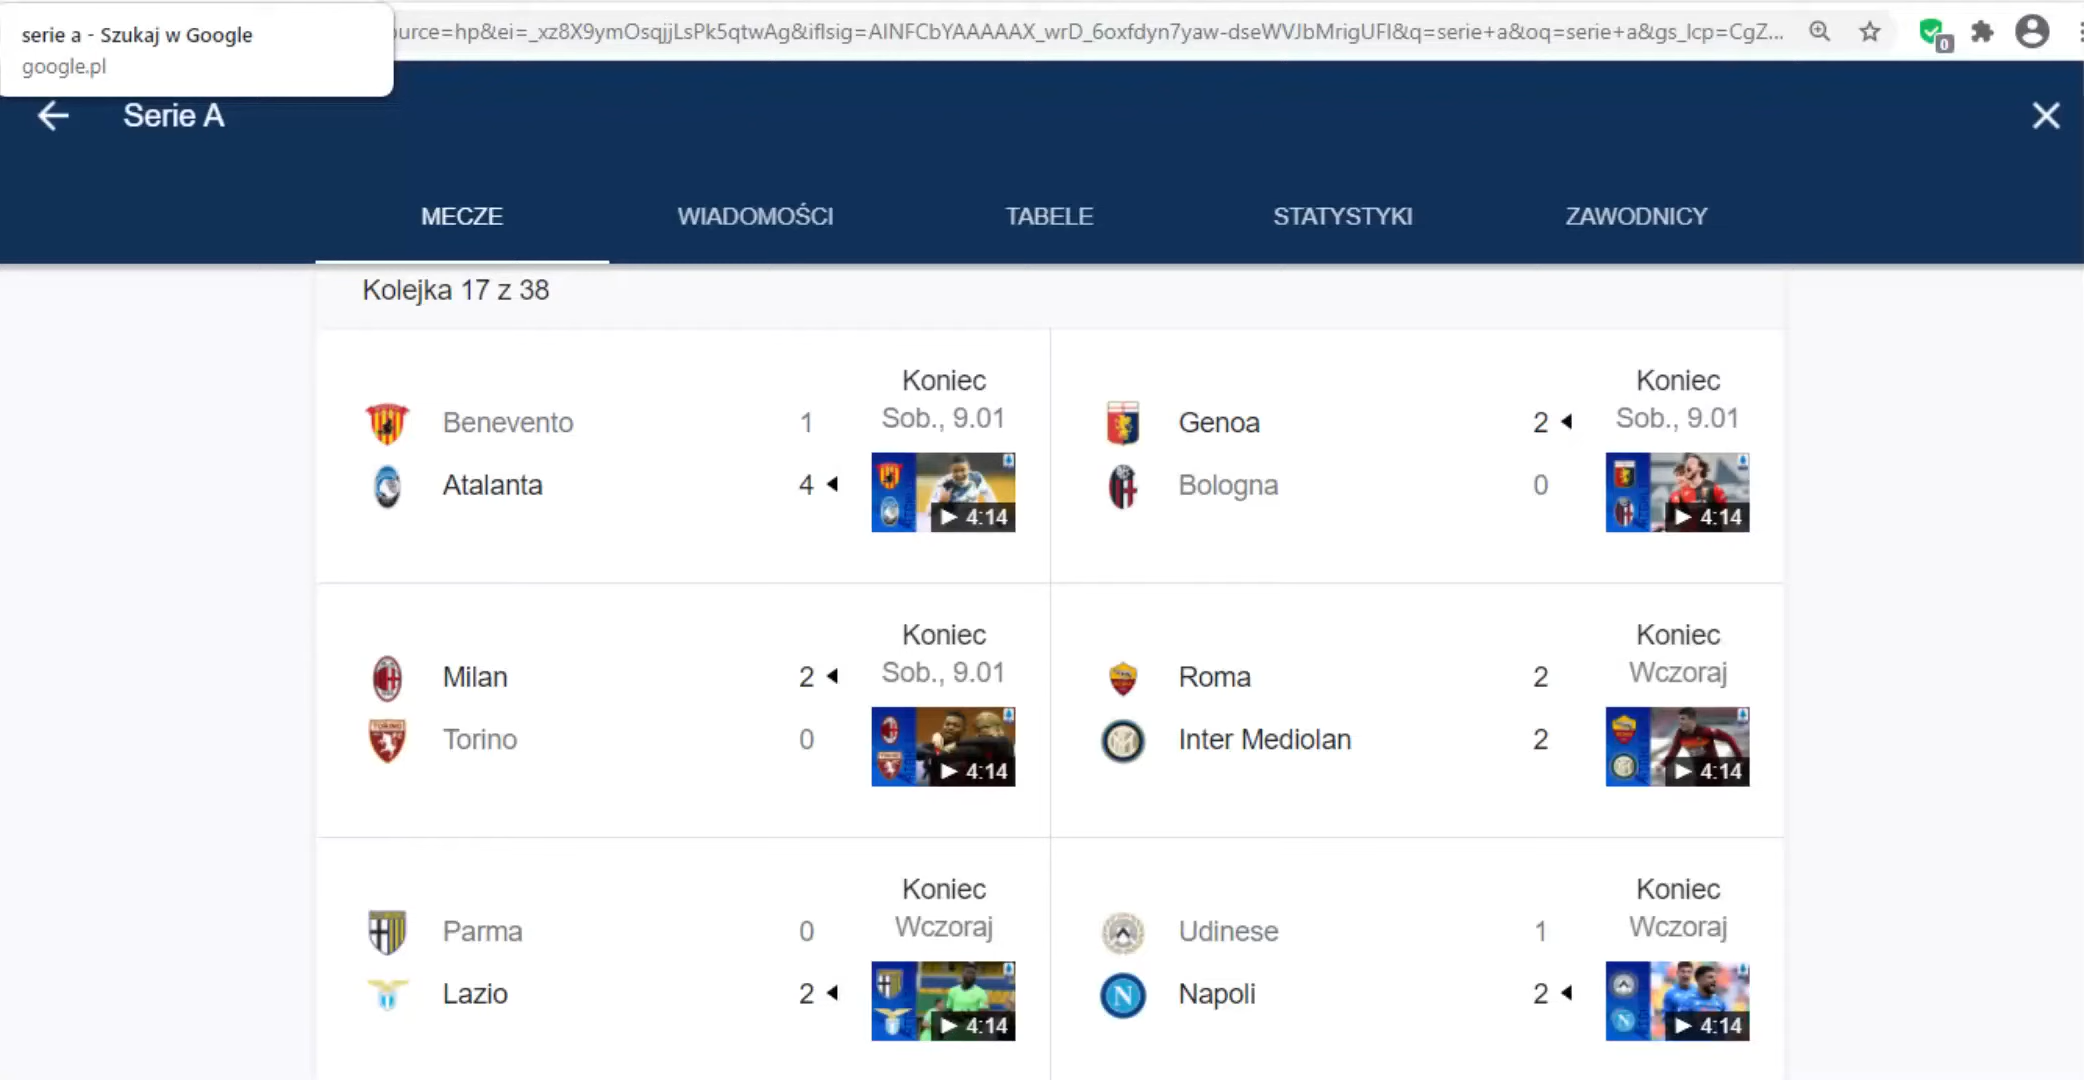 serie a - Szukaj w Google
google.pl
ource=hp&ei=_xz8X9ymOsqjjLsPk5qtwAg&iflsig=AINFCbYAAAAAX_wrD_6oxfdyn7yaw-dseWVJbMrigUFI&q=serie+a&oq=serie+a&gs_lcp=CgZ...
0
Serie A
MECZE
WIADOMOŚCI
TABELE
STATYSTYKI
ZAWODNICY
Kolejka 17 z 38
Benevento 1
Atalanta 4
Koniec
Sob., 9.01
4:14
Genoa 2
Bologna 0
Koniec
Sob., 9.01
4:14
Milan 2
Torino 0
Koniec
Sob., 9.01
4:14
Roma 2
Inter Mediolan 2
Koniec
Wczoraj
4:14
Parma 0
Lazio 2
Koniec
Wczoraj
4:14
Udinese 1
Napoli 2
Koniec
Wczoraj
4:14